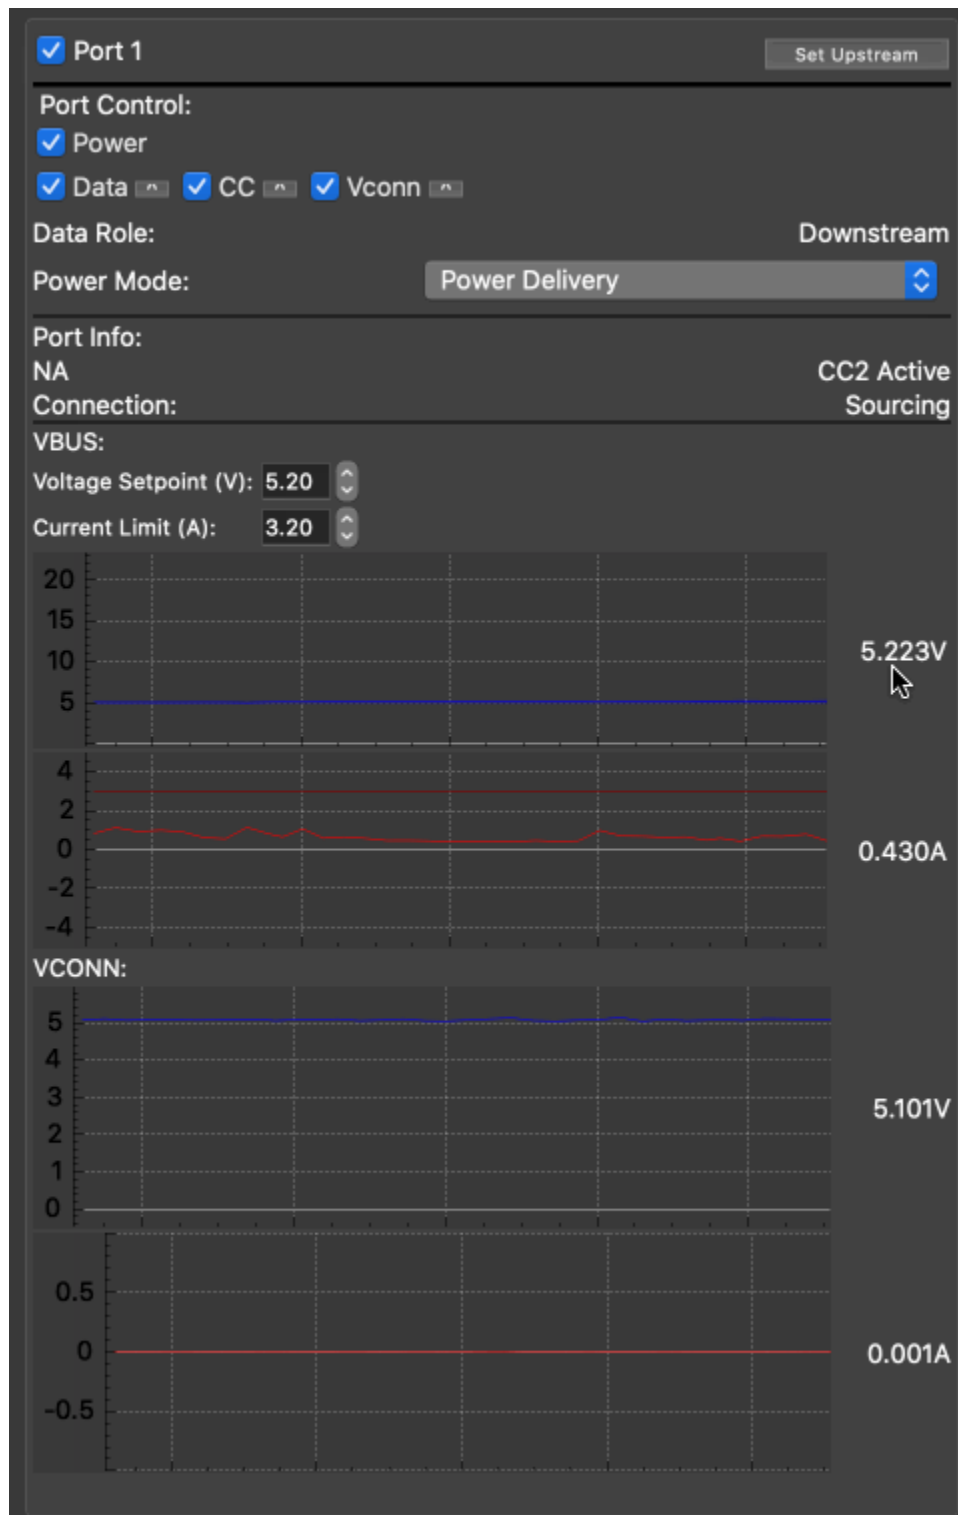 Port 1
Set Upstream
Port Control:
Power
Data CC Vconn
Data Role: Downstream
Power Mode: Power Delivery
Port Info:
NA CC2 Active
Connection: Sourcing
VBUS:
Voltage Setpoint (V): 5.20
Current Limit (A): 3.20
20
15
10
5
5.223V
4
2
0
-2
-4
0.430A
VCONN:
5
4
3
2
1
0
5.101V
0.5
0
-0.5
0.001A